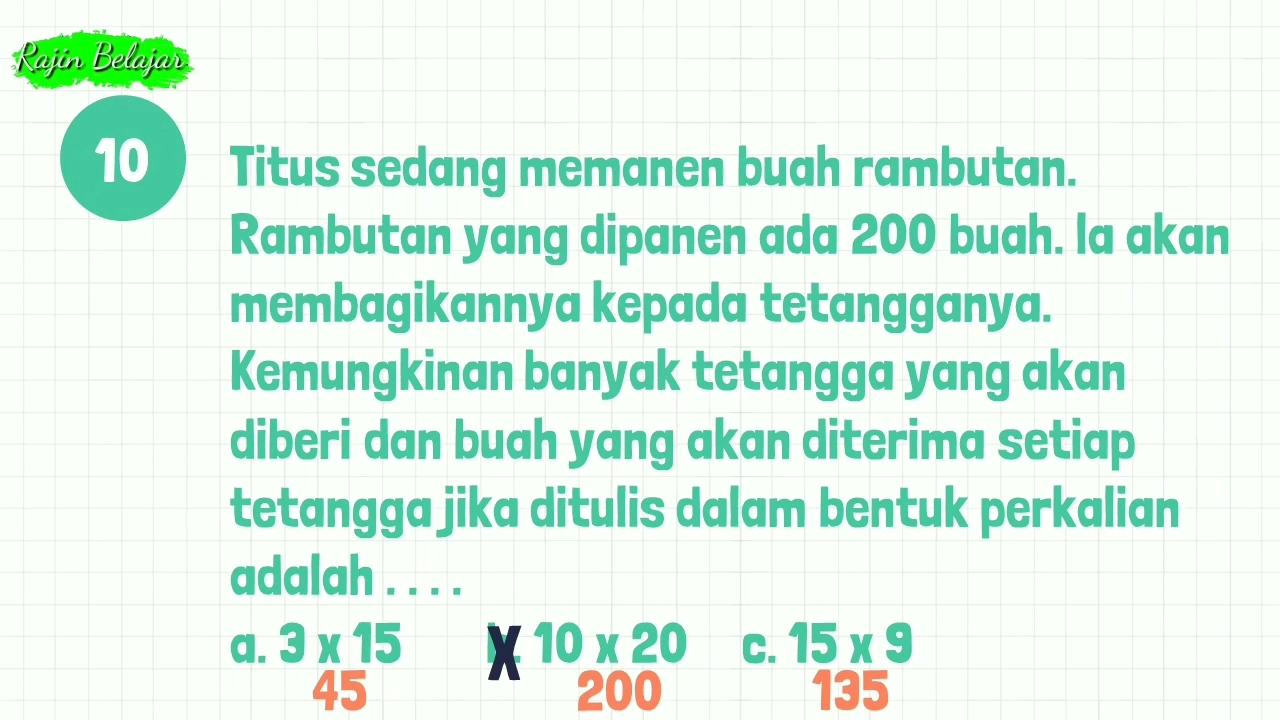 Rajin Belajar
10
Titus sedang memanen buah rambutan.
Rambutan yang dipanen ada 200 buah. Ia akan
membagikannya kepada tetangganya.
Kemungkinan banyak tetangga yang akan
diberi dan buah yang akan diterima setiap
tetangga jika ditulis dalam bentuk perkalian
adalah . . . .
a. 3 x 15 X 10 x 20 c. 15 x 9
45 200 135